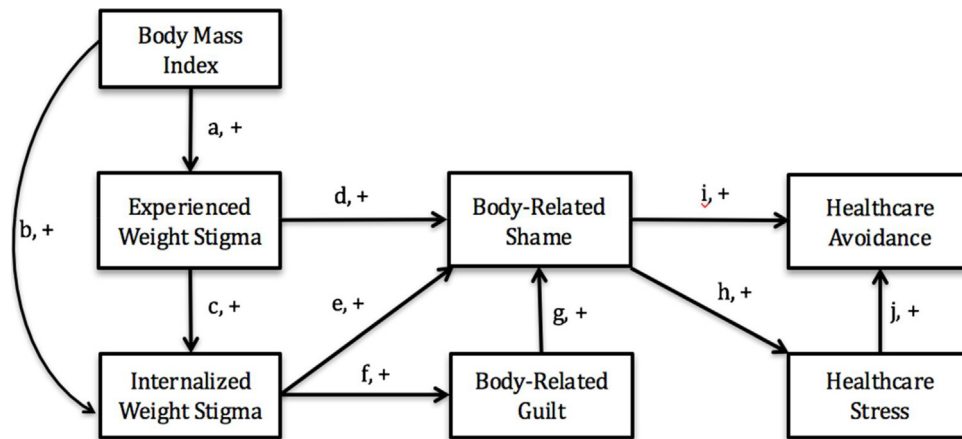 Body Mass
Index
a, +
b, +
Experienced
Weight Stigma
d, +
Body-Related
Shame
i, +
Healthcare
Avoidance
c, +
e, +
g, +
h, +
j, +
Internalized
Weight Stigma
f, +
Body-Related
Guilt
Healthcare
Stress